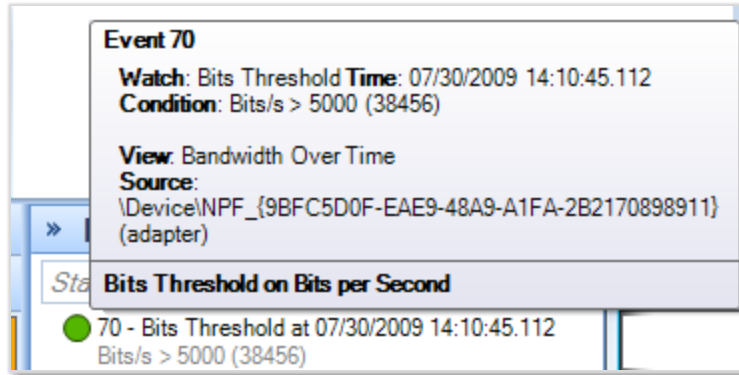 Event 70
Watch: Bits Threshold Time: 07/30/2009 14:10:45.112
Condition: Bits/s > 5000 (38456)
View: Bandwidth Over Time
Source:
\Device\NPF_{9BFC5D0F-EAE9-48A9-A1FA-2B2170898911}
(adapter)
»
Bits Threshold on Bits per Second
70 - Bits Threshold at 07/30/2009 14:10:45.112
Bits/s > 5000 (38456)